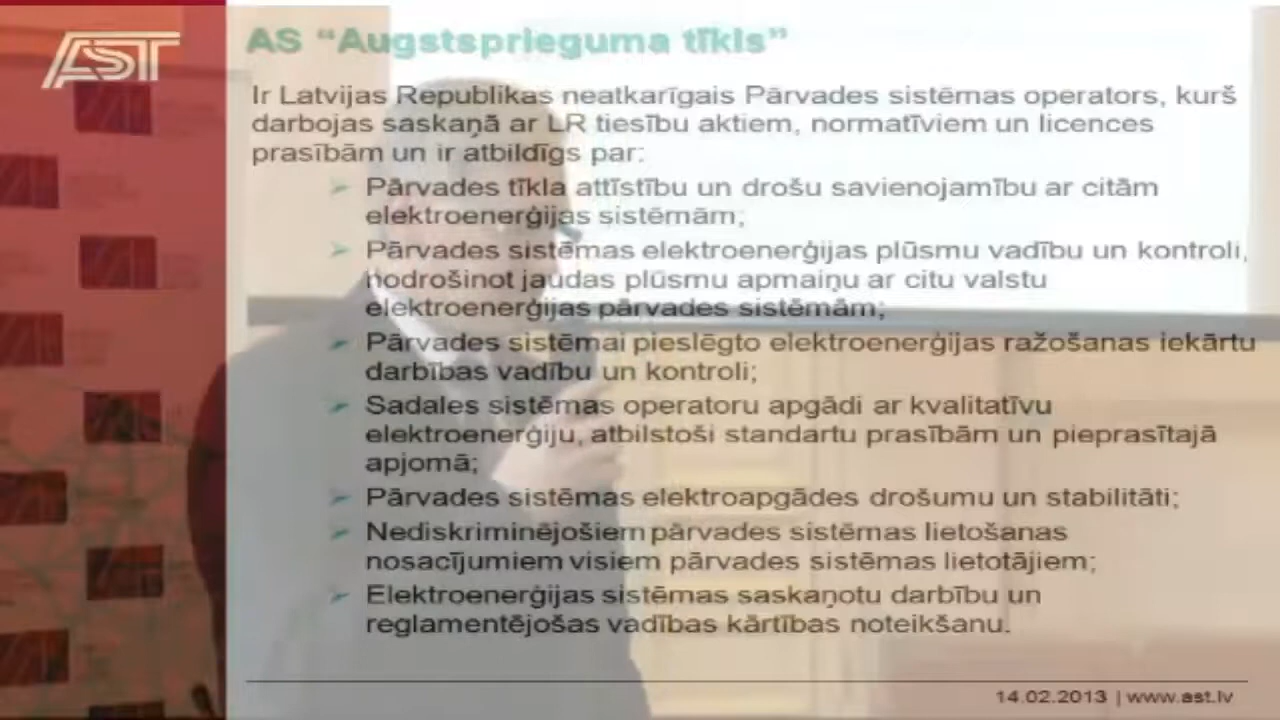 AST
AS “Augstsprieguma tīkls”
Ir Latvijas Republikas neatkarīgais Pārvades sistēmas operators, kurš
darbojas saskaņā ar LR tiesību aktiem, normatīviem un licences
prasībām un ir atbildīgs par:
Pārvades tīkla attīstību un drošu savienojamību ar citām
elektroenerģijas sistēmām;
Pārvades sistēmas elektroenerģijas plūsmu vadību un kontroli,
nodrošinot jaudas plūsmu apmaiņu ar citu valstu
elektroenerģijas pārvades sistēmām;
Pārvades sistēmai pieslēgto elektroenerģijas ražošanas iekārtu
darbības vadību un kontroli;
Sadales sistēmas operatoru apgādi ar kvalitatīvu
elektroenerģiju, atbilstoši standartu prasībām un pieprasītajā
apjomā;
Pārvades sistēmas elektroapgādes drošumu un stabilitāti;
Nediskriminējošiem pārvades sistēmas lietošanas
nosacījumiem visiem pārvades sistēmas lietotājiem;
Elektroenerģijas sistēmas saskaņotu darbību un
reglamentējošas vadības kārtības noteikšanu.
14.02.2013 | www.ast.lv